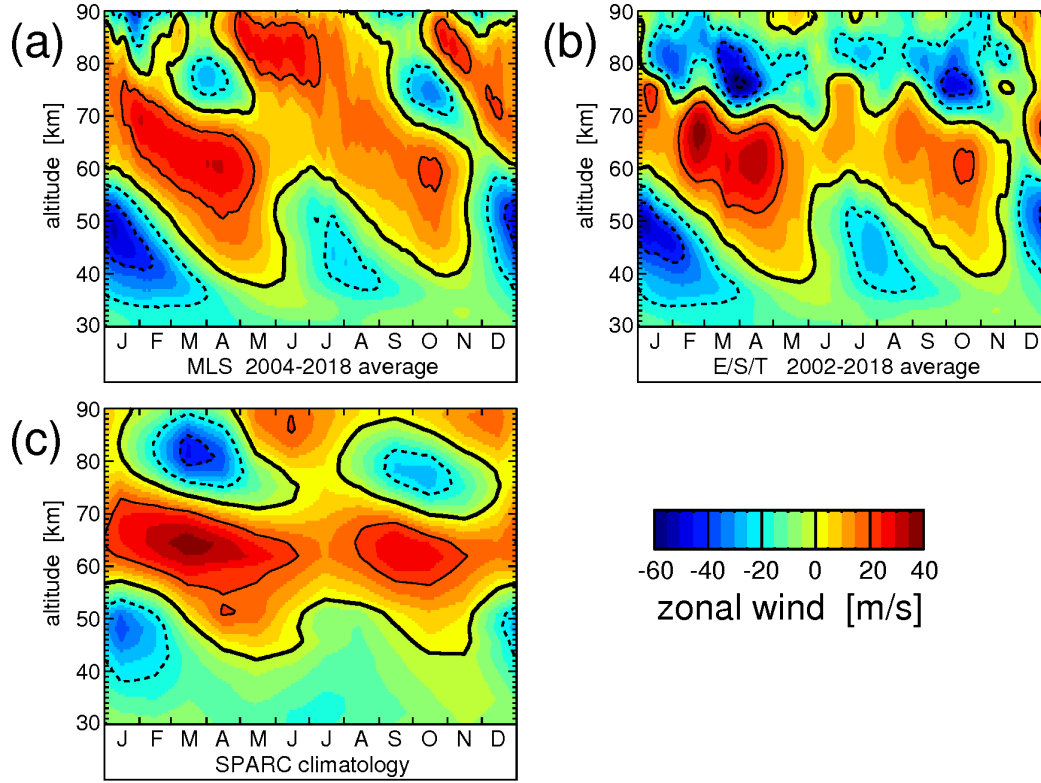 (a)
90
80
70
60
50
40
30
altitude [km]
J F M A M J J A S O N D
MLS 2004-2018 average
(b)
90
80
70
60
50
40
30
altitude [km]
J F M A M J J A S O N D
E/S/T 2002-2018 average
(c)
90
80
70
60
50
40
30
altitude [km]
J F M A M J J A S O N D
SPARC climatology
-60 -40 -20 0 20 40
zonal wind [m/s]